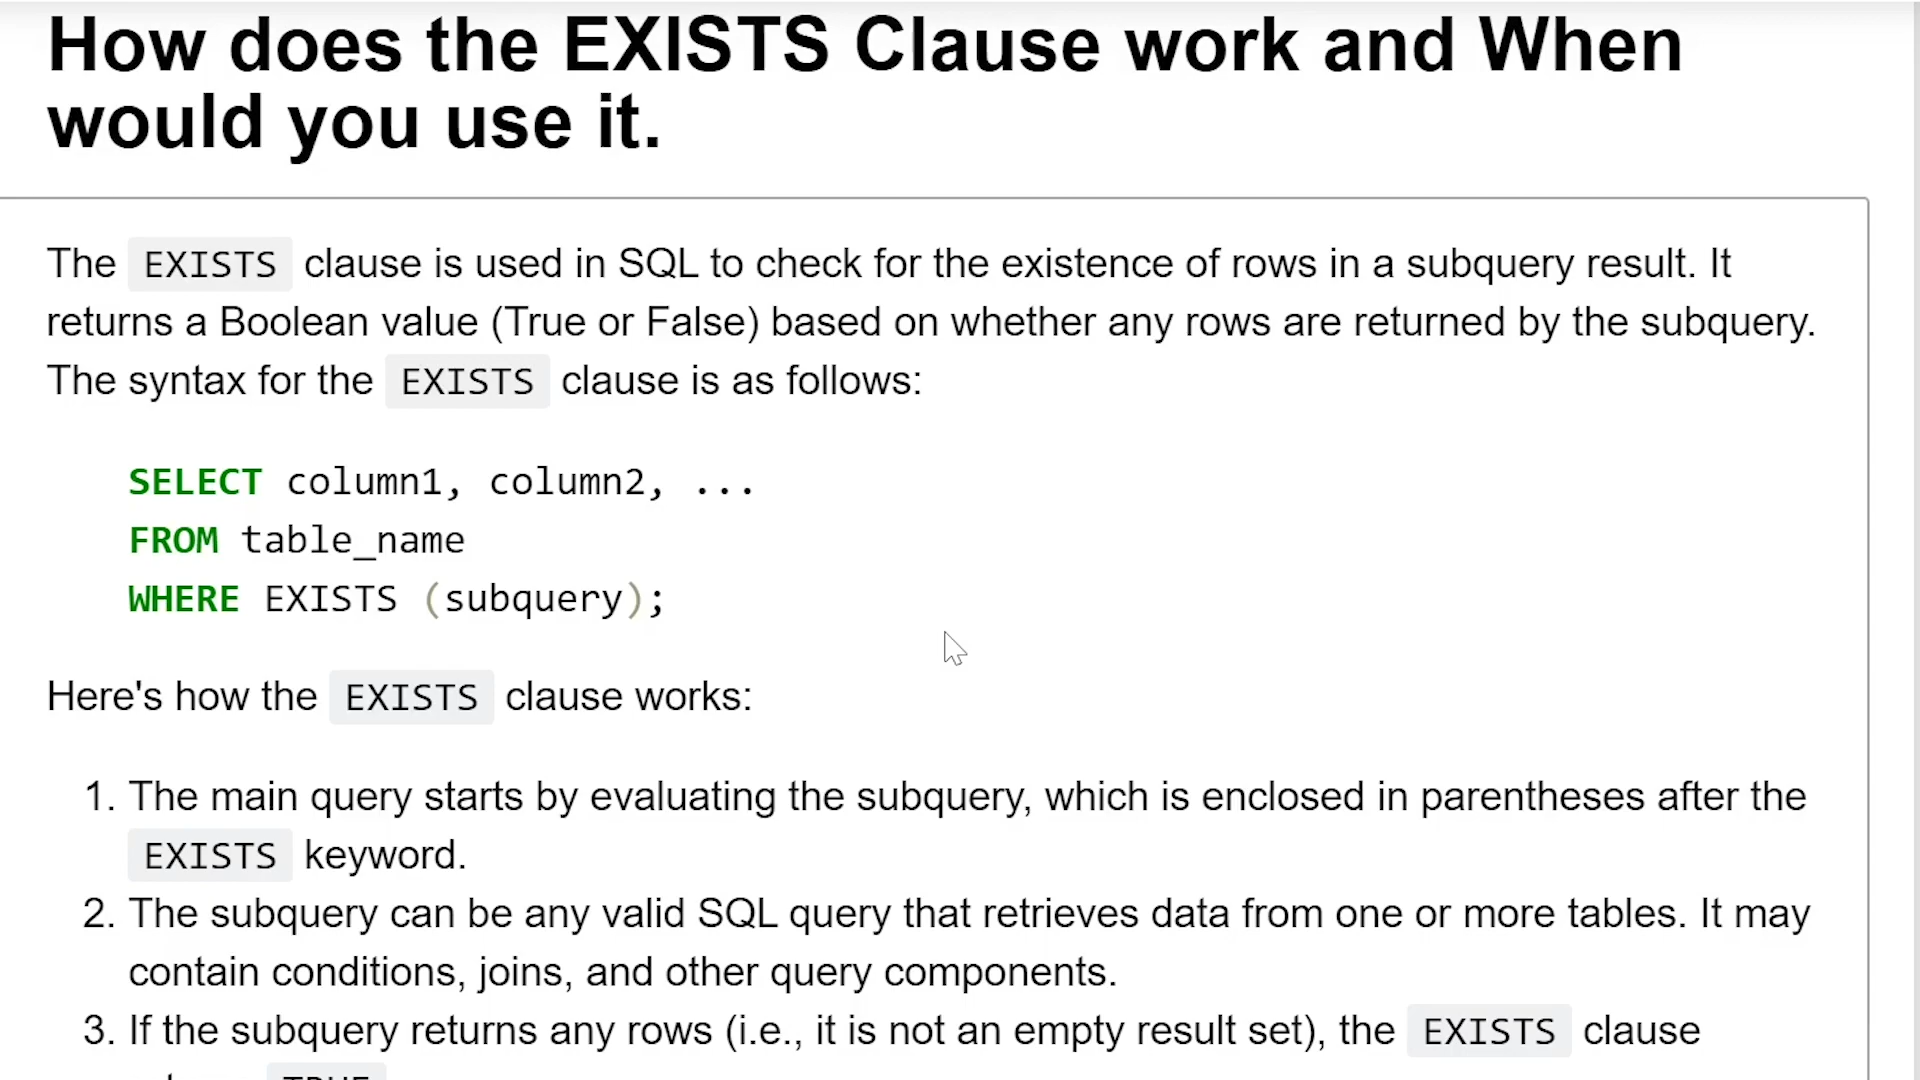 How does the EXISTS Clause work and When
would you use it.
The EXISTS clause is used in SQL to check for the existence of rows in a subquery result. It
returns a Boolean value (True or False) based on whether any rows are returned by the subquery.
The syntax for the EXISTS clause is as follows:
SELECT column1, column2, ...
FROM table_name
WHERE EXISTS (subquery);
Here's how the EXISTS clause works:
1. The main query starts by evaluating the subquery, which is enclosed in parentheses after the
EXISTS keyword.
2. The subquery can be any valid SQL query that retrieves data from one or more tables. It may
contain conditions, joins, and other query components.
3. If the subquery returns any rows (i.e., it is not an empty result set), the EXISTS clause